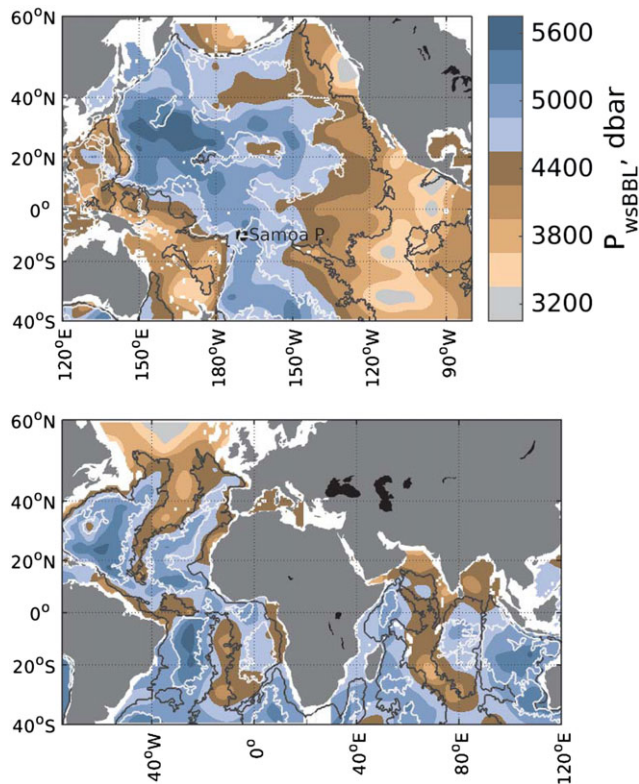 60°N
40°N
20°N
0°
20°S
40°S
Samoa P.
120°E
150°E
180°W
150°W
120°W
90°W
5600
5000
4400
3800
3200
P_wsBBL, dbar
60°N
40°N
20°N
0°
20°S
40°S
40°W
0°
40°E
80°E
120°E